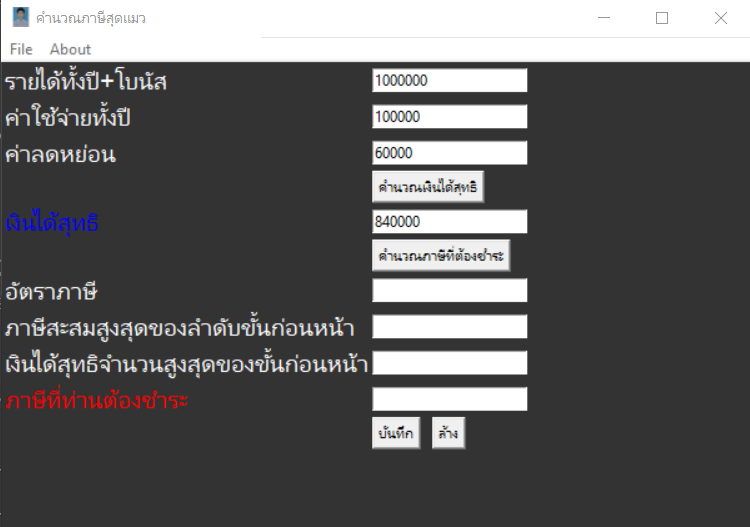 คำนวณภาษีสุดแมว
File About
รายได้ทั้งปี+โบนัส 1000000
ค่าใช้จ่ายทั้งปี 100000
ค่าลดหย่อน 60000
คำนวณเงินได้สุทธิ
เงินได้สุทธิ 840000
คำนวณภาษีที่ต้องชำระ
อัตราภาษี
ภาษีสะสมสูงสุดของลำดับขั้นก่อนหน้า
เงินได้สุทธิจำนวนสูงสุดของขั้นก่อนหน้า
ภาษีที่ท่านต้องชำระ
บันทึก ล้าง